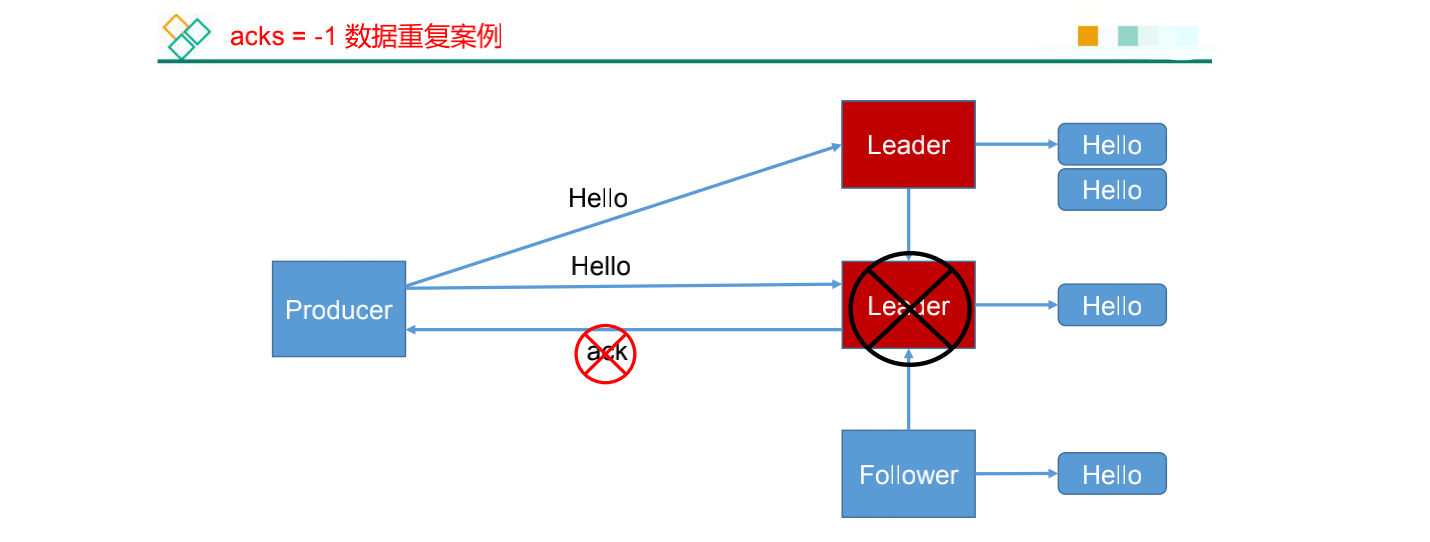 acks = -1 数据重复案例
Leader
Hello
Hello
Hello
Hello
Producer
Leader
Hello
ack
Follower
Hello